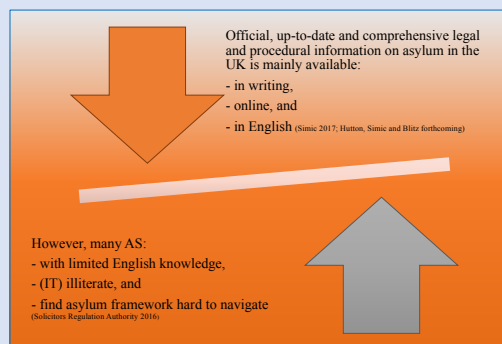 Official, up-to-date and comprehensive legal
and procedural information on asylum in the
UK is mainly available:
- in writing,
- online, and
- in English (Simic 2017; Hutton, Simic and Blitz forthcoming)
However, many AS:
- with limited English knowledge,
- (IT) illiterate, and
- find asylum framework hard to navigate
(Solicitors Regulation Authority 2016)